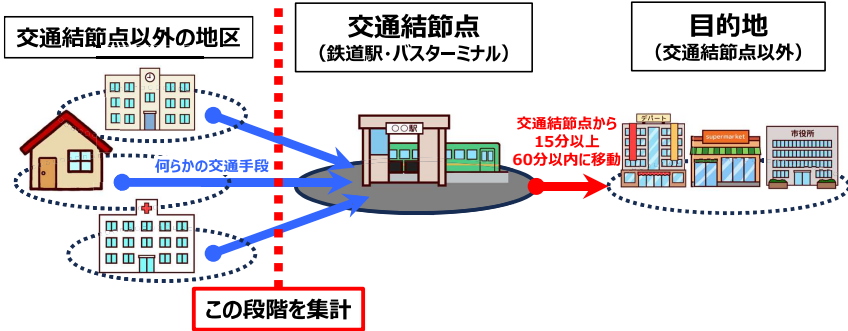 交通結節点以外の地区
交通結節点
（鉄道駅・バスターミナル）
目的地
（交通結節点以外）
何らかの交通手段
〇〇駅
交通結節点から
15分以上
60分以内に移動
デパート
supermarket
市役所
この段階を集計